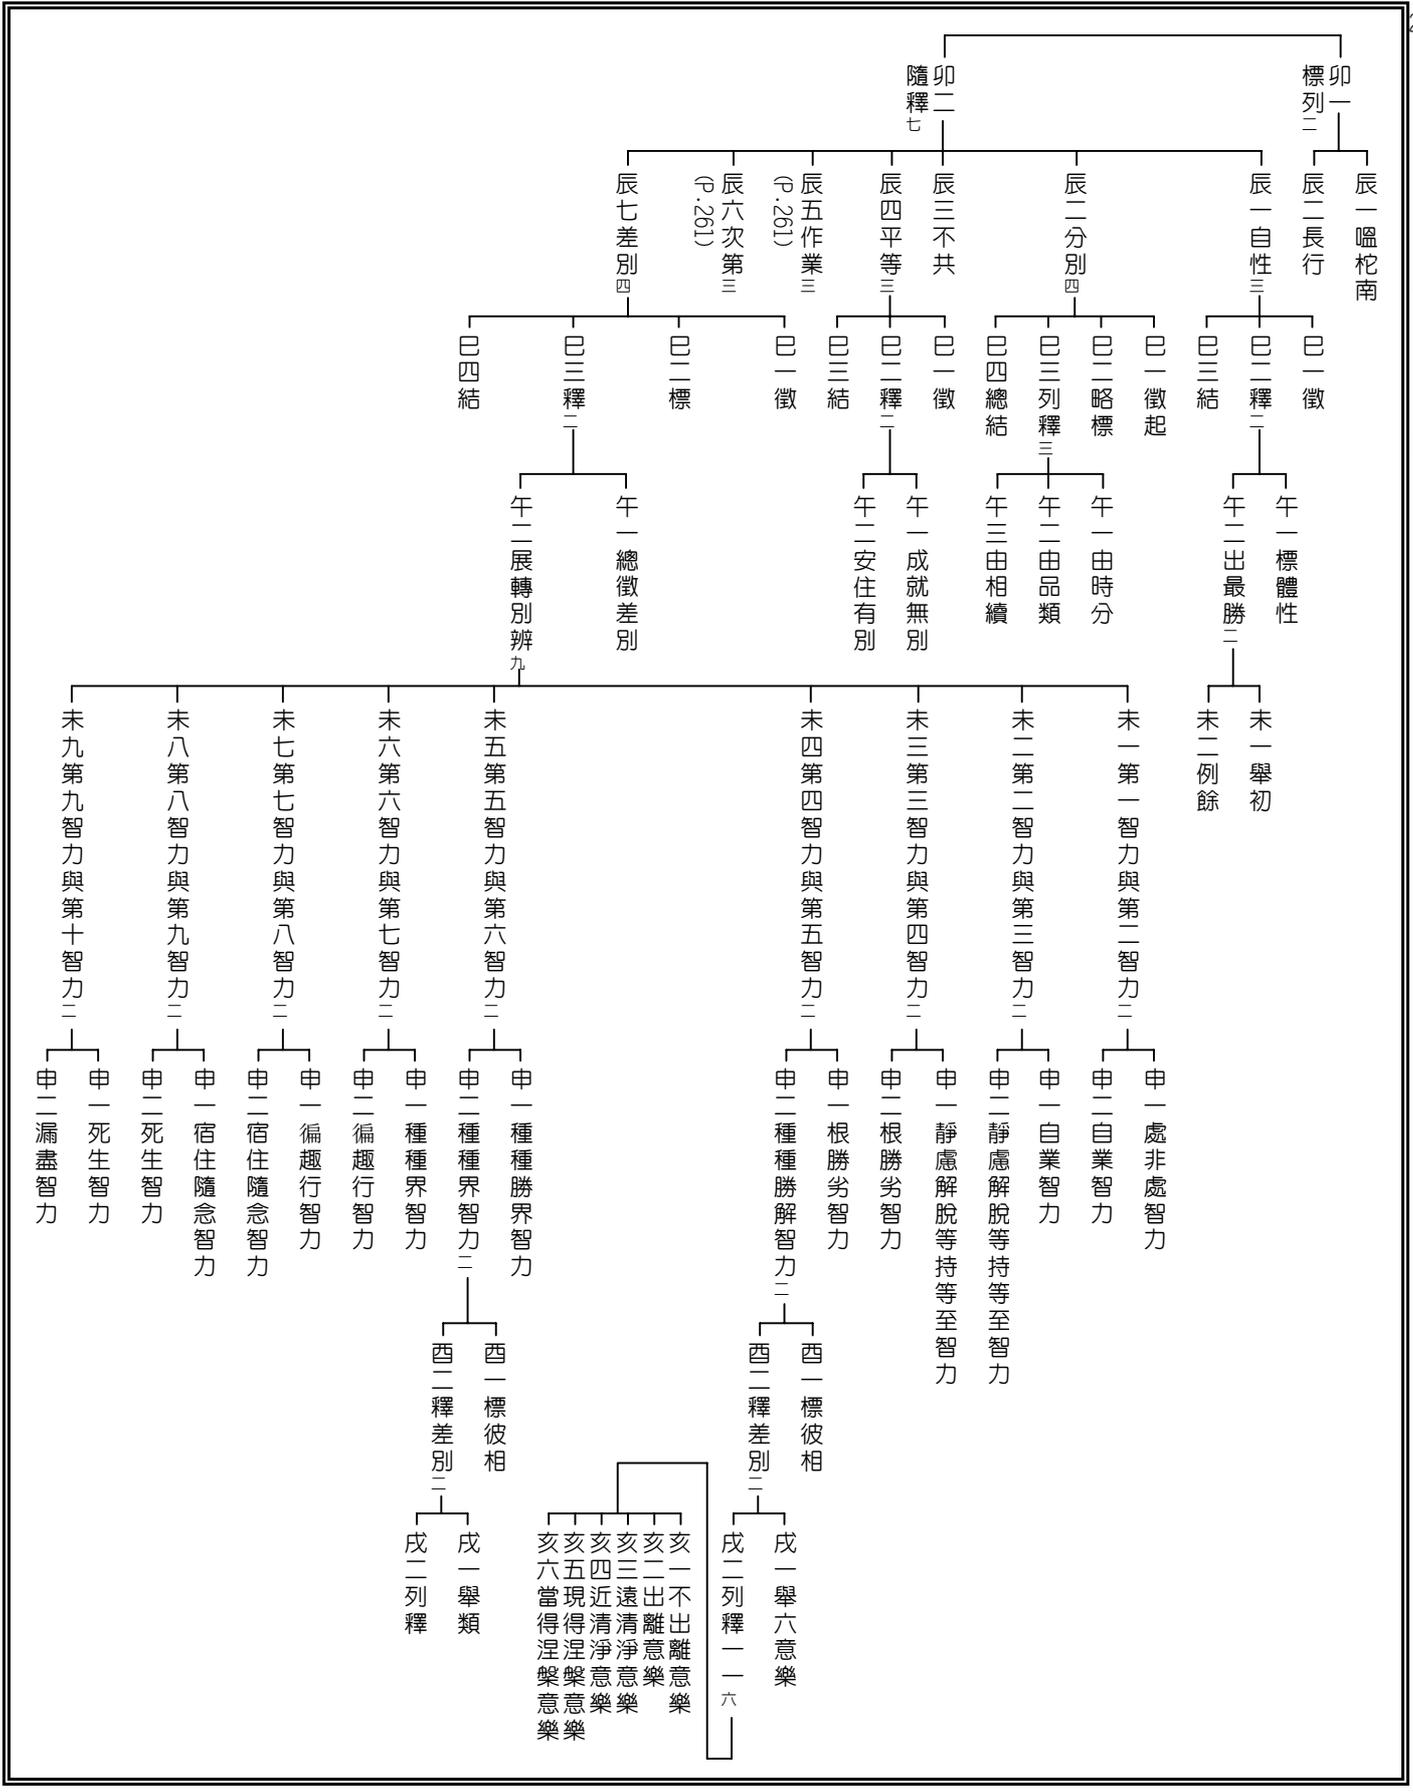 卯一
標列二
辰一嗢柁南
辰二長行
卯二
隨釋七
辰一自性三
巳一徵
巳二釋二
午一標體性
午二出最勝二
未一舉初
未二例餘
巳三結
辰二分別四
巳一徵起
巳二略標
巳三列釋三
午一由時分
午二由品類
午三由相續
巳四總結
辰三不共
辰四平等三
巳一徵
巳二釋二
午一成就無別
午二安住有別
巳三結
辰五作業三
(P.261)
辰六次第三
(P.261)
辰七差別四
巳一徵
巳二標
巳三釋二
午一總徵差別
午二展轉別辨九
未一第一智力與第二智力二
申一處非處智力
申二自業智力
未二第二智力與第三智力二
申一自業智力
申二靜慮解脫等持等至智力
未三第三智力與第四智力二
申一靜慮解脫等持等至智力
申二根勝劣智力
未四第四智力與第五智力二
申一根勝劣智力
申二種種勝解智力二
酉一標彼相
酉二釋差別二
戌一舉六意樂
戌二列釋一一六
亥一不出離意樂
亥二出離意樂
亥三遠清淨意樂
亥四近清淨意樂
亥五現得涅槃意樂
亥六當得涅槃意樂
未五第五智力與第六智力二
申一種種勝界智力
申二種種界智力二
酉一標彼相
酉二釋差別二
戌一舉類
戌二列釋
未六第六智力與第七智力二
申一種種界智力
申二徧趣行智力
未七第七智力與第八智力二
申一徧趣行智力
申二宿住隨念智力
未八第八智力與第九智力二
申一宿住隨念智力
申二死生智力
未九第九智力與第十智力二
申一死生智力
申二漏盡智力
巳四結